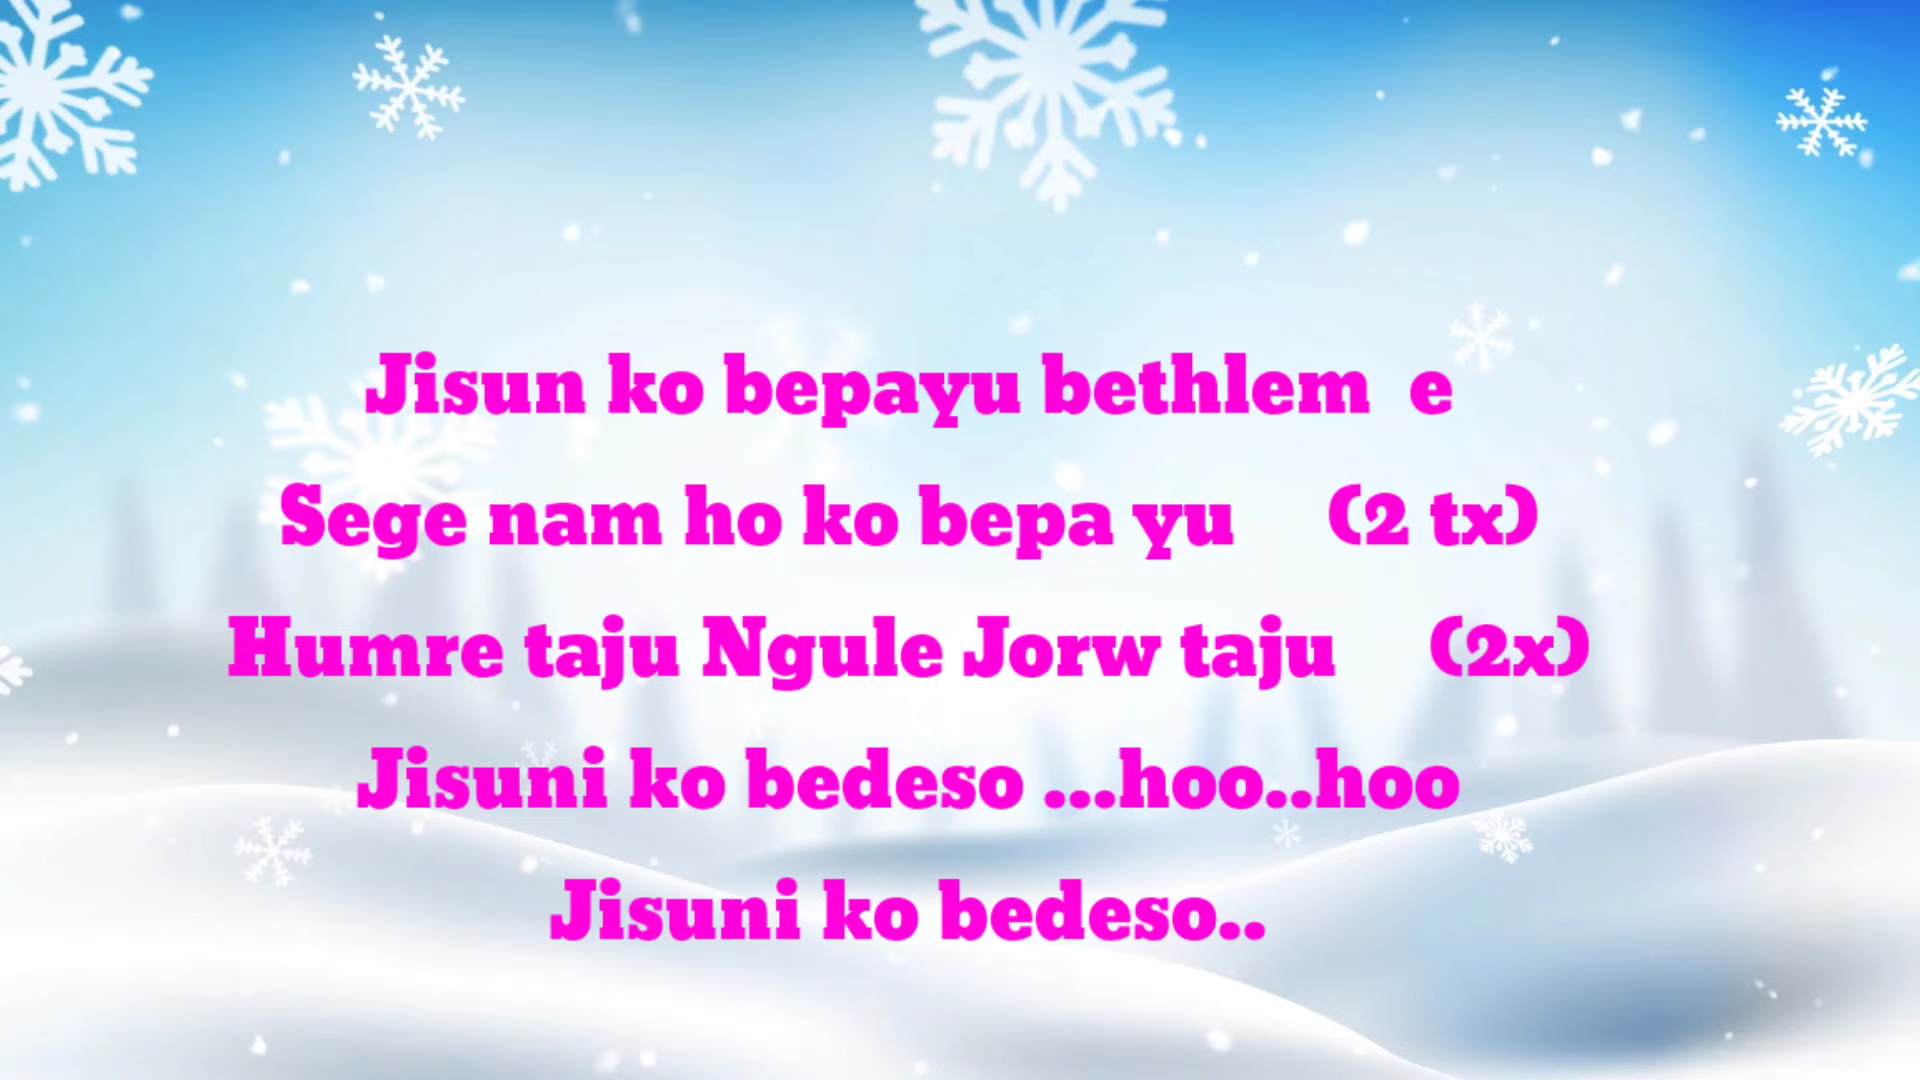 Jisun ko bepayu bethlem e
Sege nam ho ko bepa yu (2 tx)
Humre taju Ngule Jorw taju (2x)
Jisuni ko bedeso ...hoo..hoo
Jisuni ko bedeso..